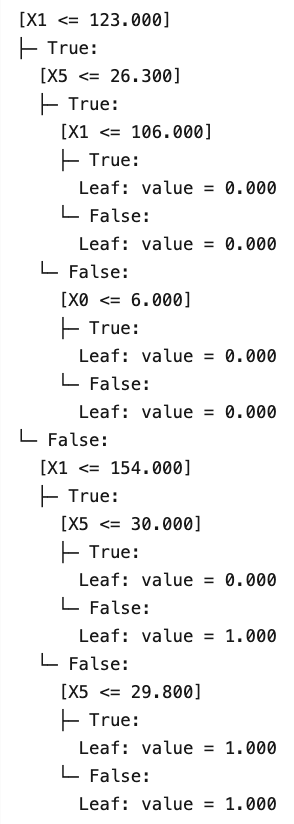 [X1 <= 123.000]
├─ True:
  [X5 <= 26.300]
  ├─ True:
    [X1 <= 106.000]
    ├─ True:
      Leaf: value = 0.000
    └─ False:
      Leaf: value = 0.000
  └─ False:
    [X0 <= 6.000]
    ├─ True:
      Leaf: value = 0.000
    └─ False:
      Leaf: value = 0.000
└─ False:
  [X1 <= 154.000]
  ├─ True:
    [X5 <= 30.000]
    ├─ True:
      Leaf: value = 0.000
    └─ False:
      Leaf: value = 1.000
  └─ False:
    [X5 <= 29.800]
    ├─ True:
      Leaf: value = 1.000
    └─ False:
      Leaf: value = 1.000